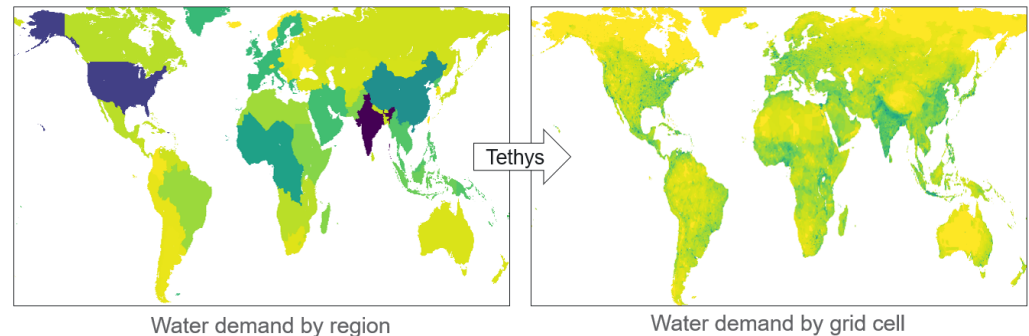 Tethys
Water demand by region
Water demand by grid cell